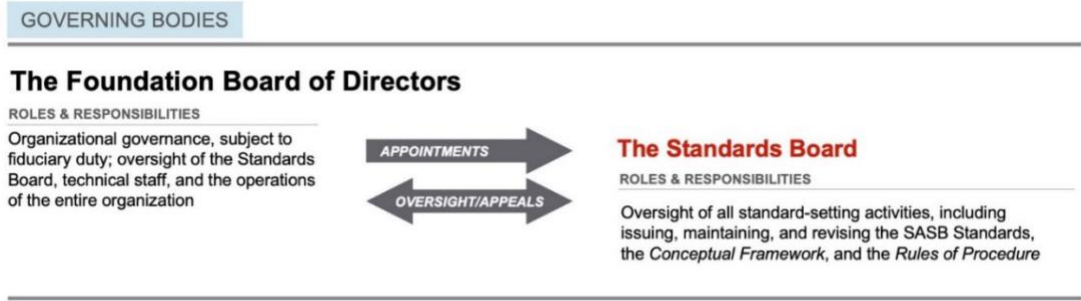 GOVERNING BODIES
The Foundation Board of Directors
ROLES & RESPONSIBILITIES
Organizational governance, subject to
fiduciary duty; oversight of the Standards
Board, technical staff, and the operations
of the entire organization
APPOINTMENTS
OVERSIGHT/APPEALS
The Standards Board
ROLES & RESPONSIBILITIES
Oversight of all standard-setting activities, including
issuing, maintaining, and revising the SASB Standards,
the Conceptual Framework, and the Rules of Procedure